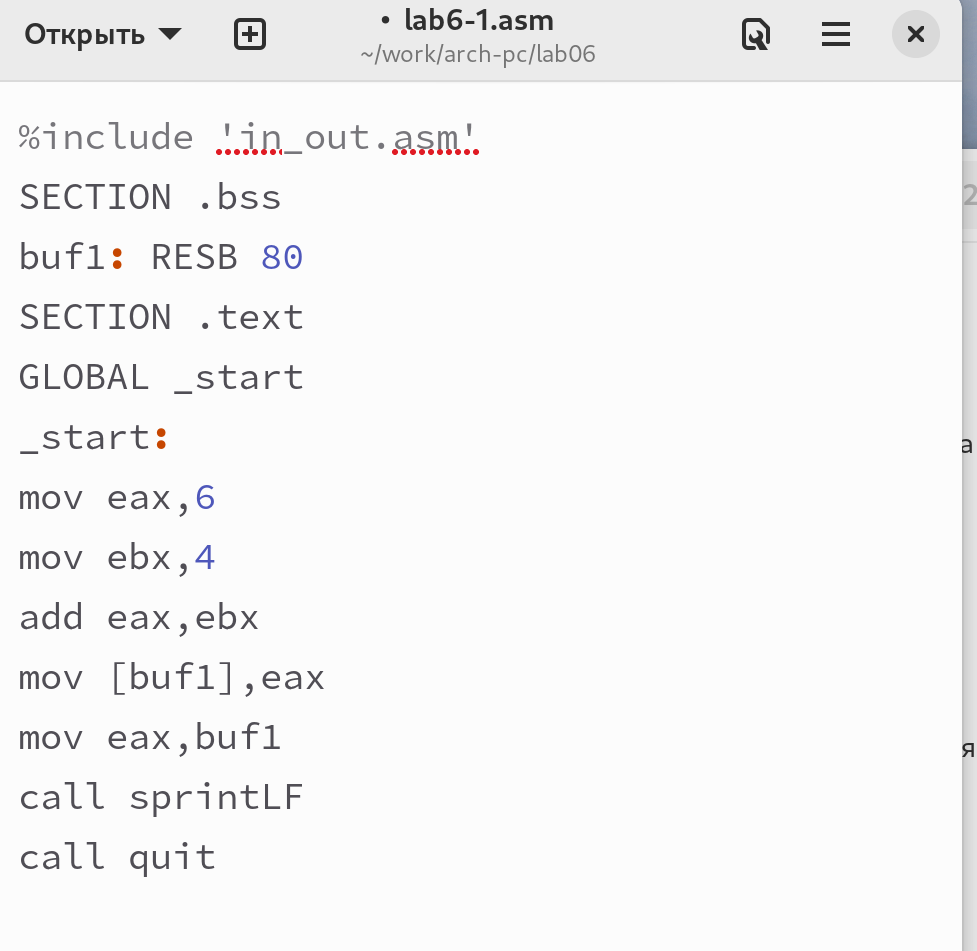 Открыть
• lab6-1.asm
~/work/arch-pc/lab06
%include 'in_out.asm'
SECTION .bss
buf1: RESB 80
SECTION .text
GLOBAL _start
_start:
mov eax,6
mov ebx,4
add eax,ebx
mov [buf1],eax
mov eax,buf1
call sprintLF
call quit
2
а
я